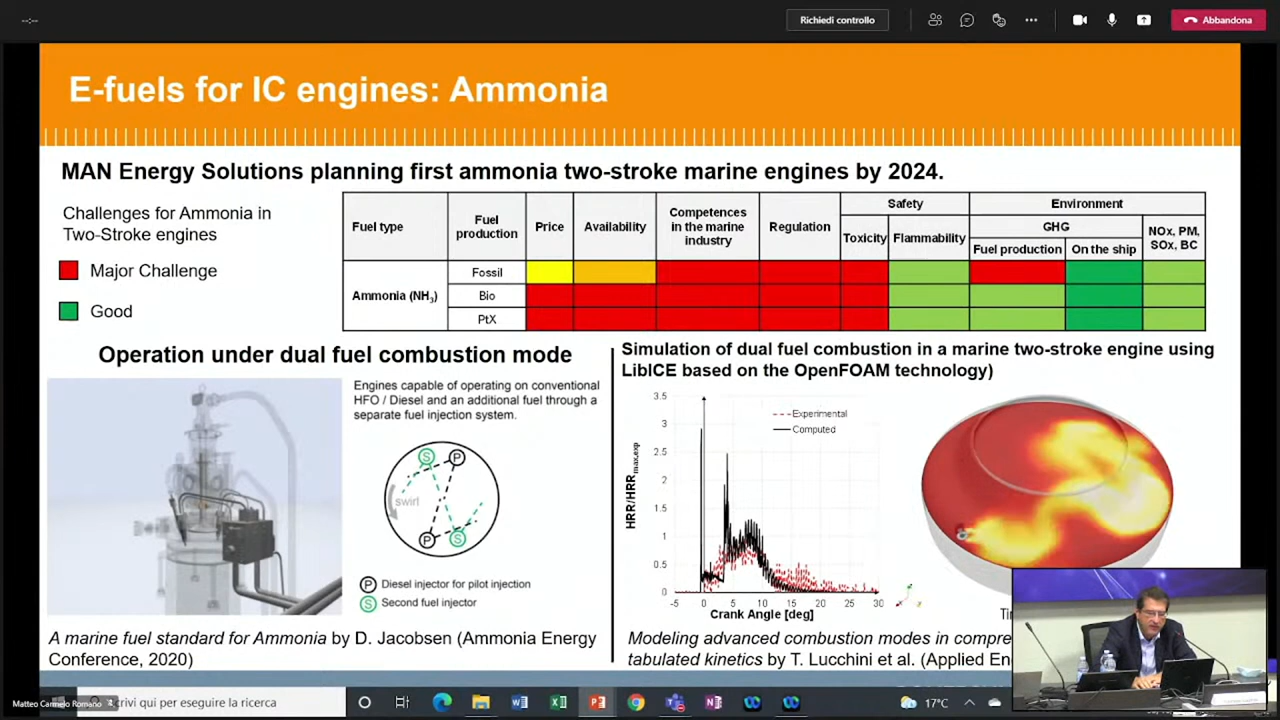 --:--
Richiedi controllo
Abbandona
E-fuels for IC engines: Ammonia
MAN Energy Solutions planning first ammonia two-stroke marine engines by 2024.
Challenges for Ammonia in
Two-Stroke engines
Major Challenge
Good
Fuel type
Fuel
production
Price
Availability
Competences
in the marine
industry
Regulation
Safety
Toxicity
Flammability
Environment
GHG
Fuel production
On the ship
NOx, PM,
SOx, BC
Ammonia (NH3)
Fossil
Bio
PtX
Operation under dual fuel combustion mode
Engines capable of operating on conventional
HFO / Diesel and an additional fuel through a
separate fuel injection system.
S
P
swirl
P
S
P Diesel injector for pilot injection
S Second fuel injector
A marine fuel standard for Ammonia by D. Jacobsen (Ammonia Energy
Conference, 2020)
Simulation of dual fuel combustion in a marine two-stroke engine using
LibICE based on the OpenFOAM technology)
HRR/HRRmax,exp
3.5
3
2.5
2
1.5
1
0.5
0
Experimental
Computed
-5 0 5 10 15 20 25 30
Crank Angle [deg]
Modeling advanced combustion modes in compre
tabulated kinetics by T. Lucchini et al. (Applied En
Matteo Carmelo Romano
crivi qui per eseguire la ricerca
17°C